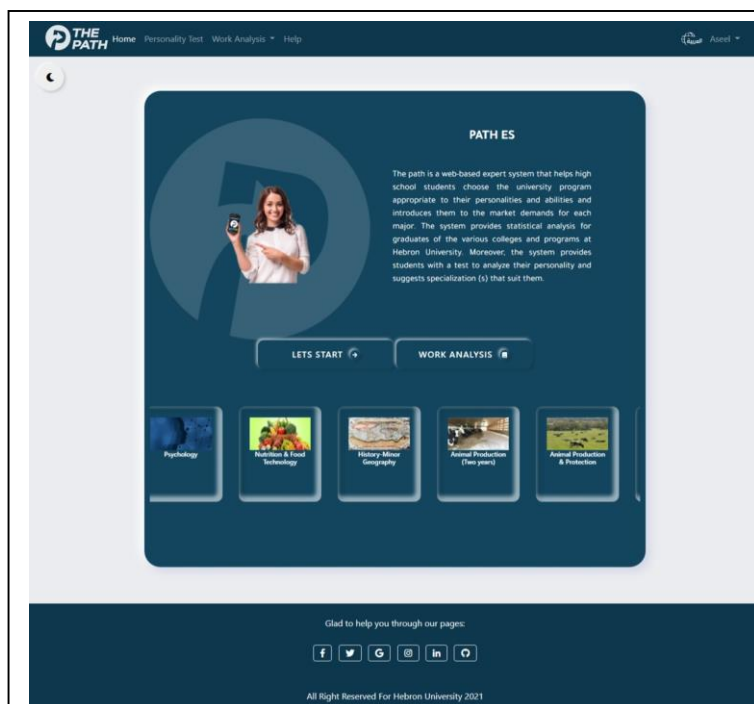 THE PATH
Home Personality Test Work Analysis Help
العربية Aseel
PATH ES
The path is a web-based expert system that helps high
school students choose the university program
appropriate to their personalities and abilities and
introduces them to the market demands for each
major. The system provides statistical analysis for
graduates of the various colleges and programs at
Hebron University. Moreover, the system provides
students with a test to analyze their personality and
suggests specialization (s) that suit them.
LETS START
WORK ANALYSIS
Psychology
Nutrition & Food
Technology
History-Minor
Geography
Animal Production
(Two years)
Animal Production
& Protection
Glad to help you through our pages:
All Right Reserved For Hebron University 2021